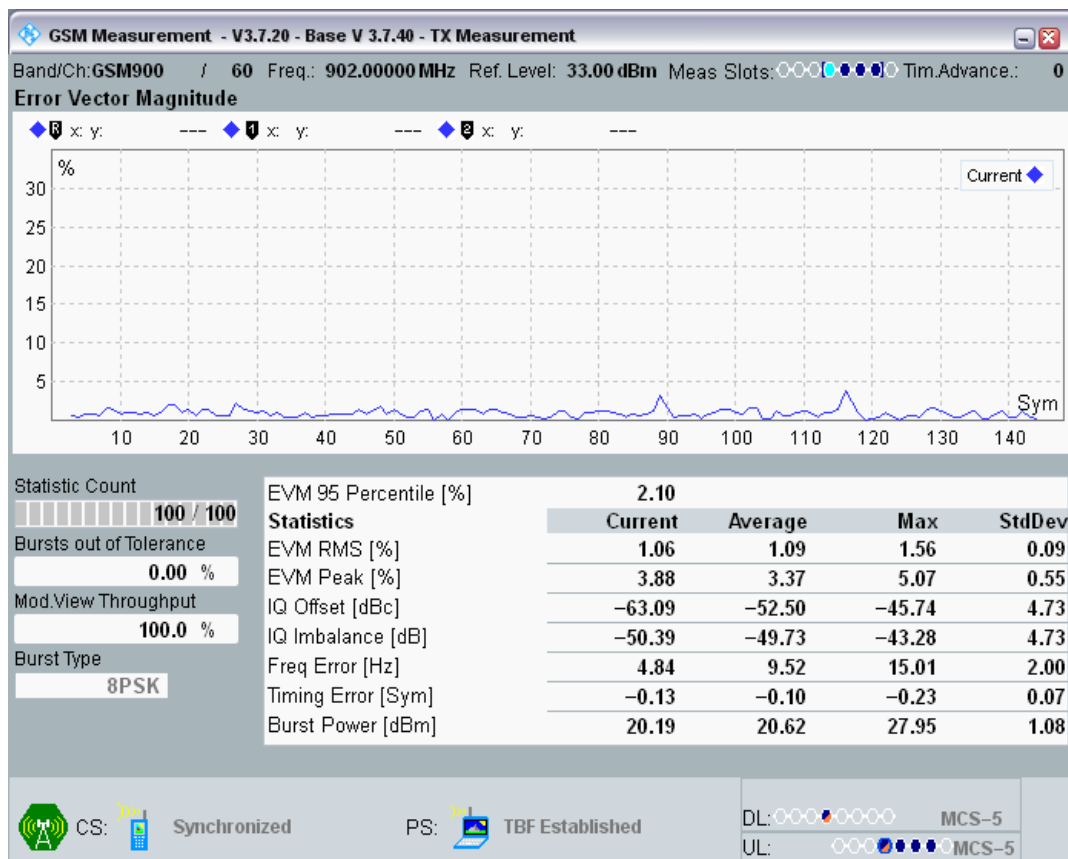 GSM Measurement - V3.7.20 - Base V 3.7.40 - TX Measurement
Band/Ch:GSM900 / 60 Freq.: 902.00000 MHz Ref. Level: 33.00 dBm Meas Slots: Tim.Advance.: 0
Error Vector Magnitude
R x: y: --- 1 x: y: --- 2 x: y: ---
%
Current
30
25
20
15
10
5
Sym
10 20 30 40 50 60 70 80 90 100 110 120 130 140
Statistic Count
100 / 100
Bursts out of Tolerance
0.00 %
Mod.View Throughput
100.0 %
Burst Type
8PSK
EVM 95 Percentile [%] 2.10
Statistics Current Average Max StdDev
EVM RMS [%] 1.06 1.09 1.56 0.09
EVM Peak [%] 3.88 3.37 5.07 0.55
IQ Offset [dBc] −63.09 −52.50 −45.74 4.73
IQ Imbalance [dB] −50.39 −49.73 −43.28 4.73
Freq Error [Hz] 4.84 9.52 15.01 2.00
Timing Error [Sym] −0.13 −0.10 −0.23 0.07
Burst Power [dBm] 20.19 20.62 27.95 1.08
CS: Synchronized PS: TBF Established
DL: MCS−5
UL: MCS−5